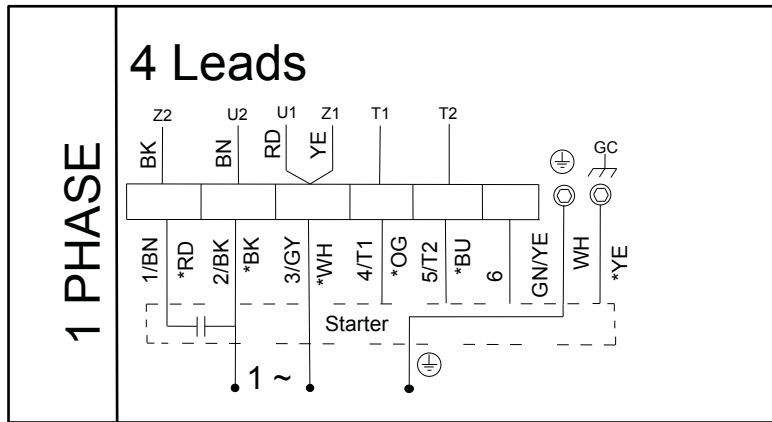 1 PHASE
4 Leads
Z2 U2 U1 Z1 T1 T2
GC
BK BN RD YE
1/BN *RD 2/BK *BK 3/GY *WH 4/T1 *OG 5/T2 *BU 6 GN/YE WH *YE
Starter
1 ~